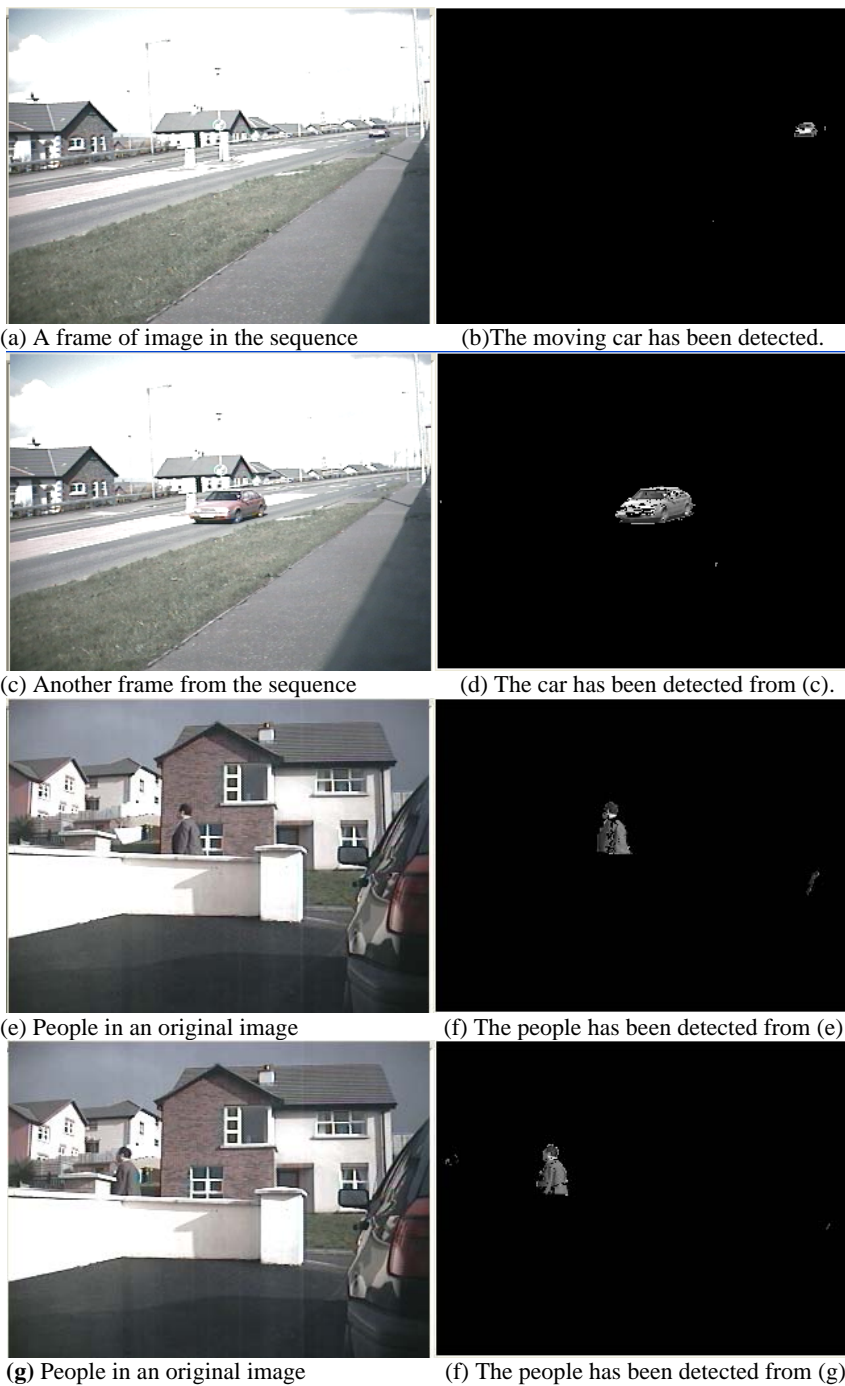 (a) A frame of image in the sequence
(b)The moving car has been detected.
(c) Another frame from the sequence
(d) The car has been detected from (c).
(e) People in an original image
(f) The people has been detected from (e)
(g) People in an original image
(f) The people has been detected from (g)